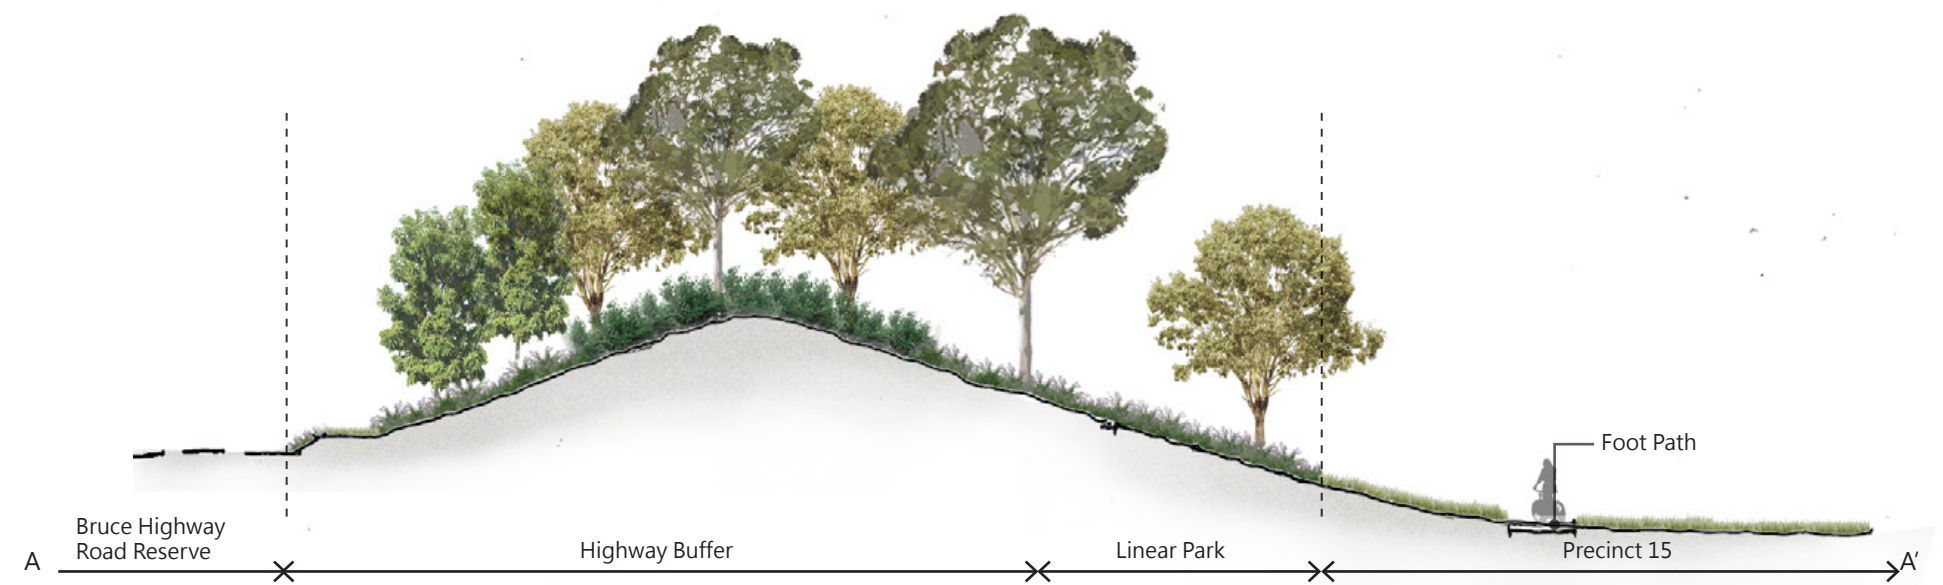 Foot Path
A
Bruce Highway
Road Reserve
Highway Buffer
Linear Park
Precinct 15
A'